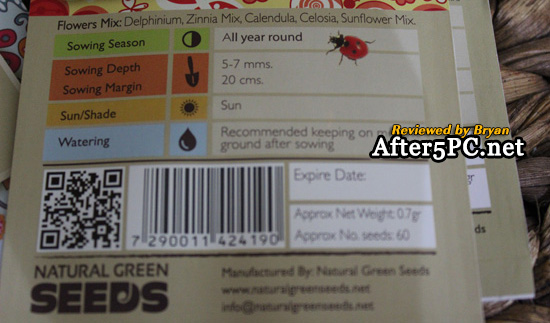 Flowers Mix: Delphinium, Zinnia Mix, Calendula, Celosia, Sunflower Mix.
Sowing Season All year round
Sowing Depth 5-7 mms.
Sowing Margin 20 cms.
Sun/Shade Sun
Watering Recommended keeping on
ground after sowing
Reviewed by Bryan
After5PC.net
Expire Date:
Approx Net Weight: 0.7gr
Approx No. seeds: 60
7 290011 424190
NATURAL GREEN
SEEDS
Manufactured By: Natural Green Seeds
www.naturalgreenseeds.net
info@naturalgreenseeds.net